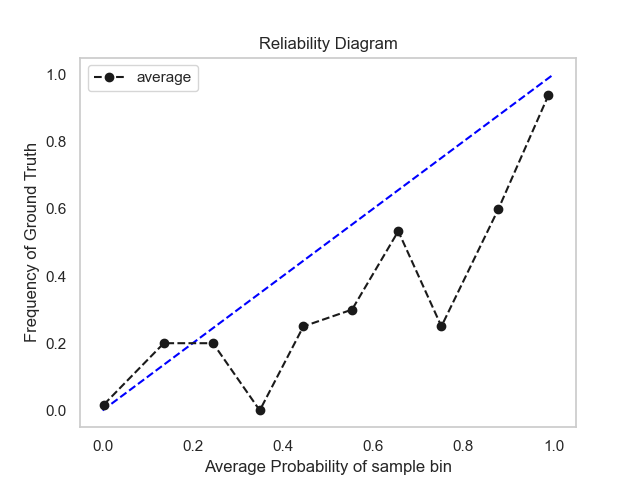 Reliability Diagram
average
Frequency of Ground Truth
1.0
0.8
0.6
0.4
0.2
0.0
0.0 0.2 0.4 0.6 0.8 1.0
Average Probability of sample bin